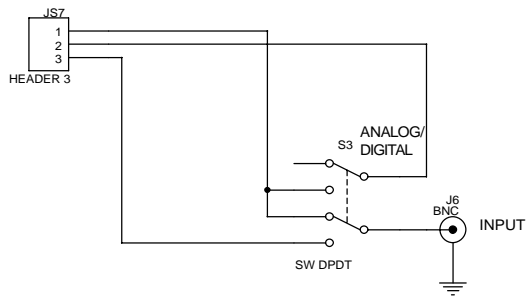 JS7
1
2
3
HEADER 3
ANALOG/
S3
DIGITAL
J6
BNC
INPUT
SW DPDT